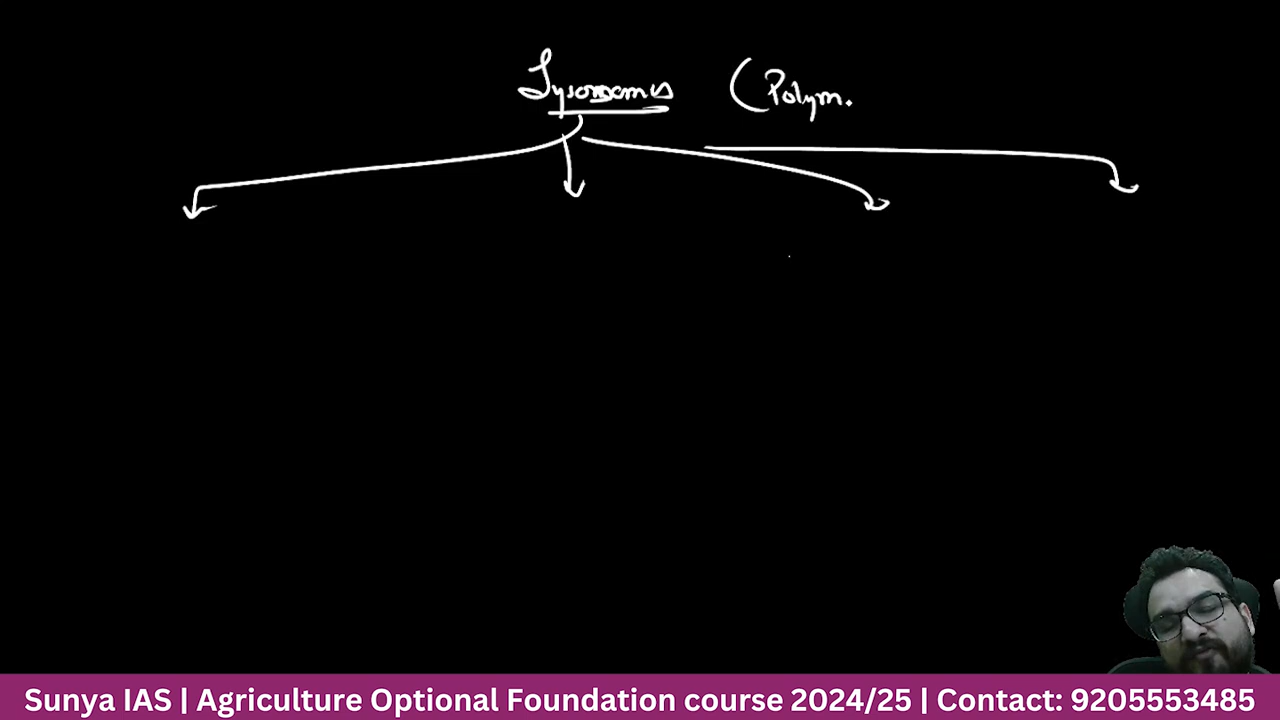 Lysosomes (Polym.
Sunya IAS | Agriculture Optional Foundation course 2024/25 | Contact: 9205553485